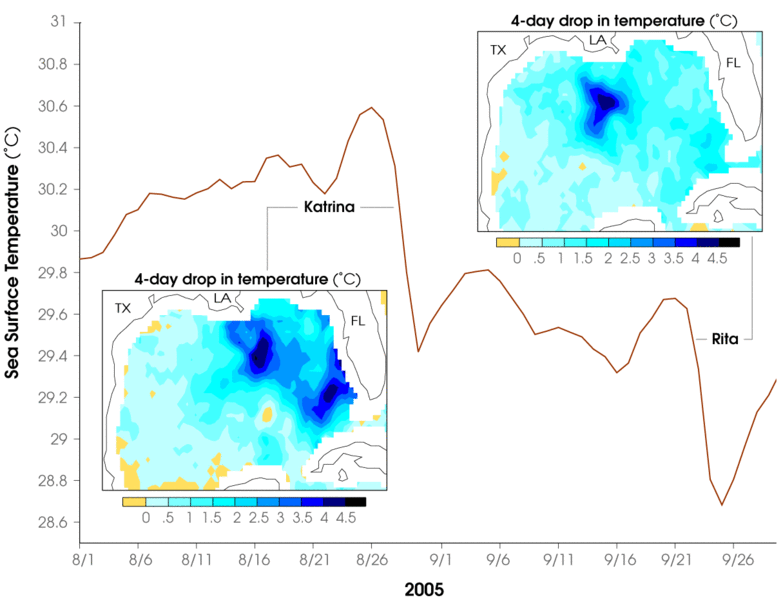 31
30.8
30.6
30.4
30.2
30
29.8
29.6
29.4
29.2
29
28.8
28.6
Sea Surface Temperature (˚C)
4-day drop in temperature (˚C)
TX
LA
FL
0 .5 1 1.5 2 2.5 3 3.5 4 4.5
Katrina
4-day drop in temperature (˚C)
TX
LA
FL
0 .5 1 1.5 2 2.5 3 3.5 4 4.5
Rita
8/1 8/6 8/11 8/16 8/21 8/26 9/1 9/6 9/11 9/16 9/21 9/26
2005